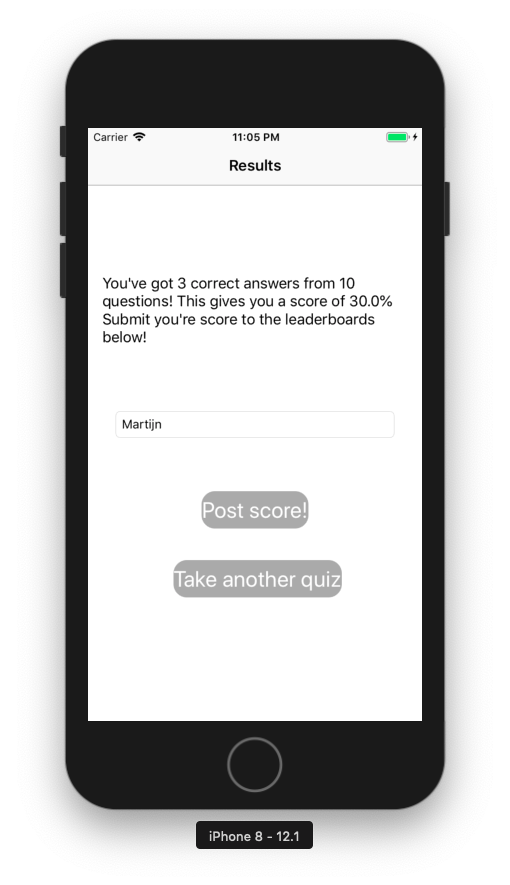 Carrier 11:05 PM
Results
You've got 3 correct answers from 10
questions! This gives you a score of 30.0%
Submit you're score to the leaderboards
below!
Martijn
Post score!
Take another quiz
iPhone 8 - 12.1